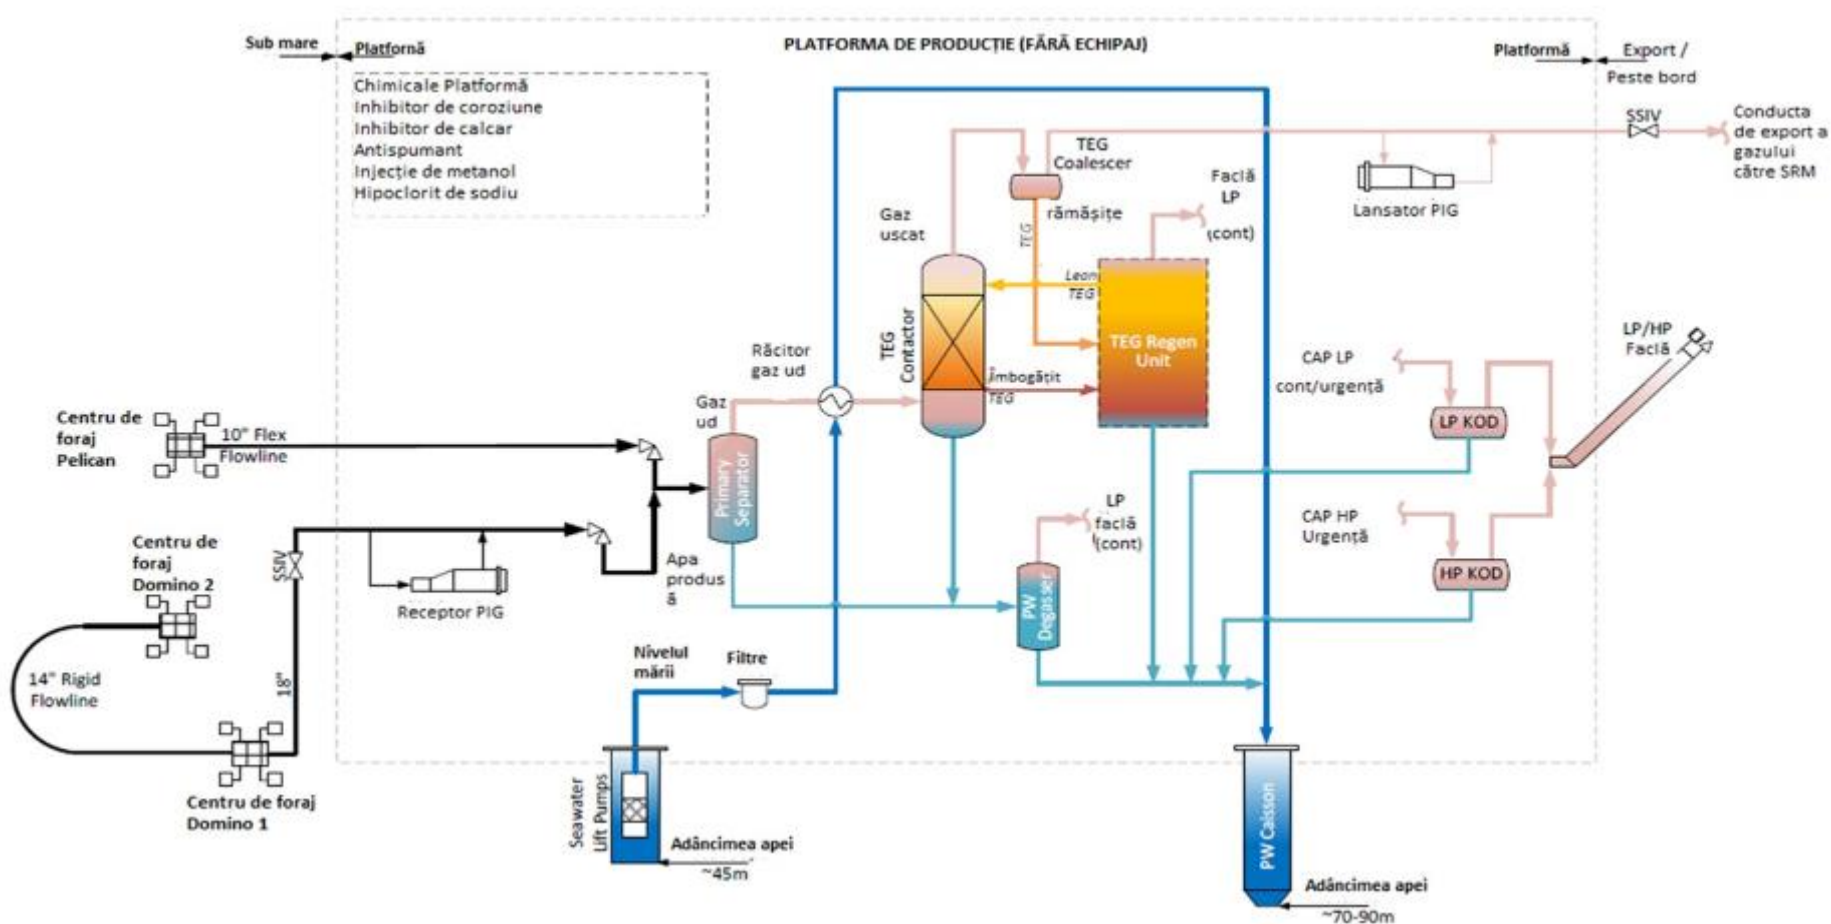 PLATFORMA DE PRODUCȚIE (FĂRĂ ECHIPAJ)
Sub mare
Platfornă
Platformă
Export /
Peste bord
Chimicale Platformă
Inhibitor de coroziune
Inhibitor de calcar
Antispumant
Injecție de metanol
Hipoclorit de sodiu
SSIV
Conducta
de export a
gazului
către SRM
Lansator PIG
TEG
Coalescer
rămășițe
TEG
Faclă
LP
(cont)
Gaz
uscat
Lean
TEG
TEG
Contactor
TEG Regen
Unit
Îmbogățit
TEG
Răcitor
gaz ud
Gaz
ud
Primary
Separator
Apa
produs
ă
LP/HP
Faclă
CAP LP
cont/urgență
LP KOD
CAP HP
Urgență
HP KOD
LP
faclă
(cont)
PW
Degasser
Centru de
foraj
Pelican
10" Flex
Flowline
Centru de
foraj
Domino 2
SSIV
Receptor PIG
14" Rigid
Flowline
18"
Centru de foraj
Domino 1
Nivelul
mării
Filtre
Seawater
Lift Pumps
Adâncimea apei
~45m
PW Caisson
Adâncimea apei
~70-90m